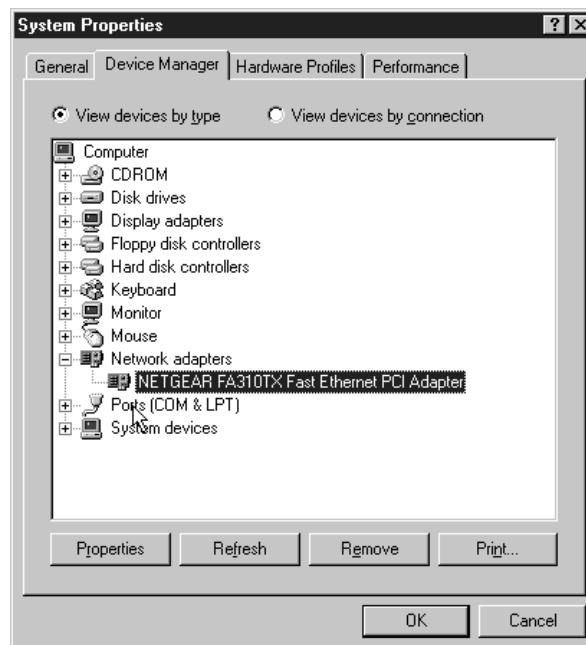 System Properties
General Device Manager Hardware Profiles Performance
View devices by type View devices by connection
Computer
CDROM
Disk drives
Display adapters
Floppy disk controllers
Hard disk controllers
Keyboard
Monitor
Mouse
Network adapters
NETGEAR FA310TX Fast Ethernet PCI Adapter
Ports (COM & LPT)
System devices
Properties Refresh Remove Print...
OK Cancel